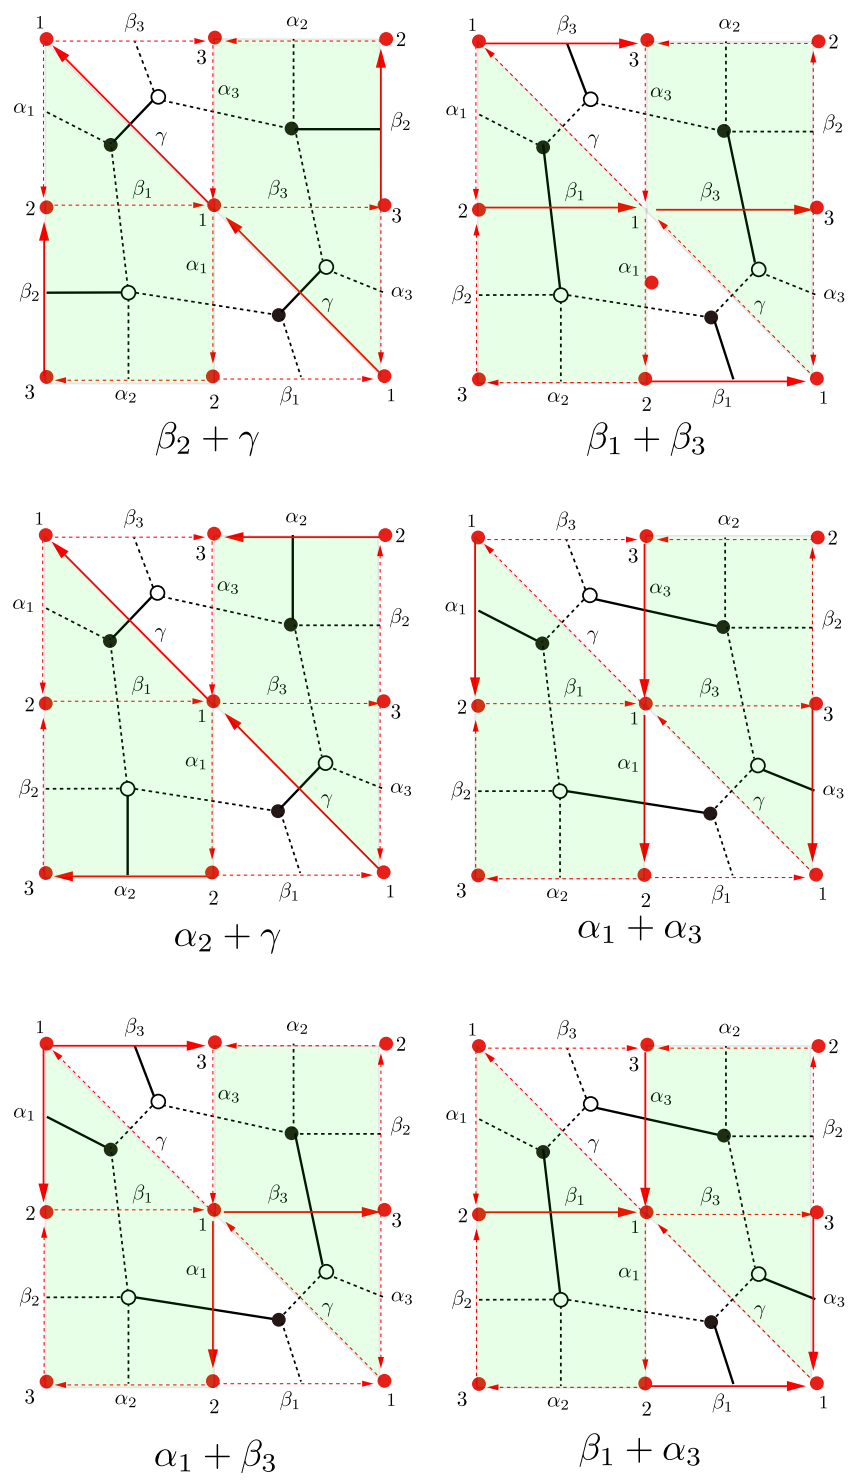 1 β₃ α₂ 2
3
α₁ α₃ β₂
γ
2 β₁ β₃ 3
1
α₁
β₂ γ α₃
3 α₂ 2 β₁ 1
β₂ + γ
1 β₃ α₂ 2
3
α₁ α₃ β₂
γ
2 β₁ β₃ 3
1
α₁
β₂ γ α₃
3 α₂ 2 β₁ 1
β₁ + β₃
1 β₃ α₂ 2
3
α₁ α₃ β₂
γ
2 β₁ β₃ 3
1
α₁
β₂ γ α₃
3 α₂ 2 β₁ 1
α₂ + γ
1 β₃ α₂ 2
3
α₁ α₃ β₂
γ
2 β₁ β₃ 3
1
α₁
β₂ γ α₃
3 α₂ 2 β₁ 1
α₁ + α₃
1 β₃ α₂ 2
3
α₁ α₃ β₂
γ
2 β₁ β₃ 3
1
α₁
β₂ γ α₃
3 α₂ 2 β₁ 1
α₁ + β₃
1 β₃ α₂ 2
3
α₁ α₃ β₂
γ
2 β₁ β₃ 3
1
α₁
β₂ γ α₃
3 α₂ 2 β₁ 1
β₁ + α₃